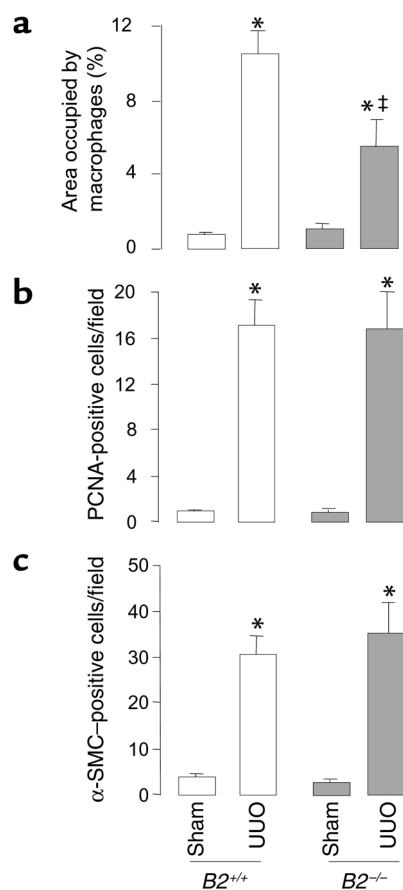 a
Area occupied by
macrophages (%)
12
8
4
0
*
*‡
b
PCNA-positive cells/field
20
16
12
8
4
0
*
*
c
α-SMC–positive cells/field
50
40
30
20
10
0
*
*
Sham
UUO
Sham
UUO
B2+/+
B2–/–